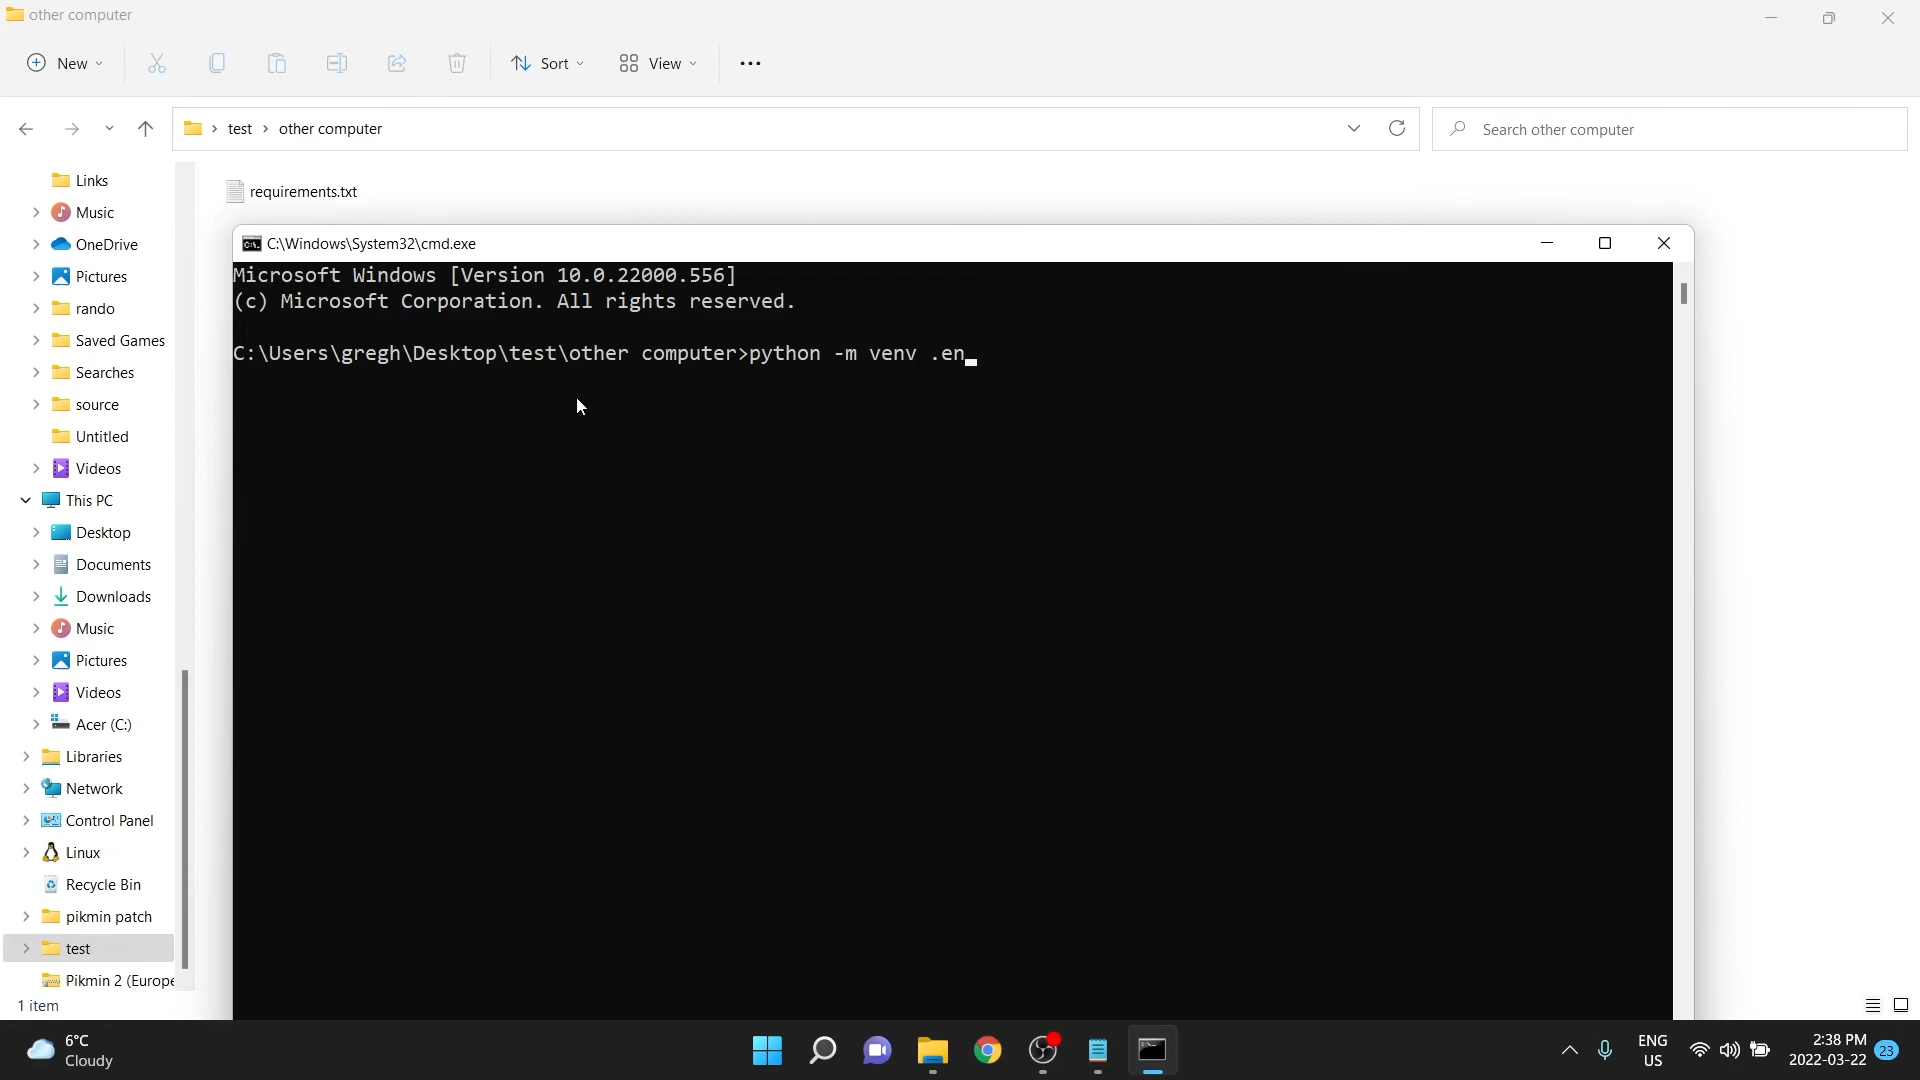 other computer
New
Sort
View
test
other computer
Search other computer
Links
Music
OneDrive
Pictures
rando
Saved Games
Searches
source
Untitled
Videos
This PC
Desktop
Documents
Downloads
Music
Pictures
Videos
Acer (C:)
Libraries
Network
Control Panel
Linux
Recycle Bin
pikmin patch
test
Pikmin 2 (Europe
1 item
requirements.txt
C:\Windows\System32\cmd.exe
Microsoft Windows [Version 10.0.22000.556]
(c) Microsoft Corporation. All rights reserved.
C:\Users\gregh\Desktop\test\other computer>python -m venv .en_
6°C
Cloudy
ENG
US
2:38 PM
2022-03-22
23